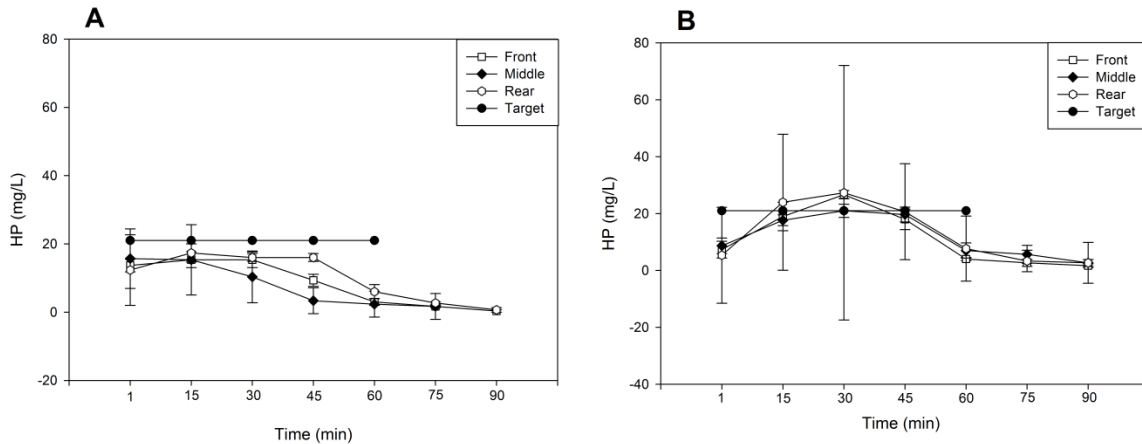 A
80
60
40
20
0
-20
HP (mg/L)
1 15 30 45 60 75 90
Time (min)
Front
Middle
Rear
Target
B
80
60
40
20
0
-20
-40
HP (mg/L)
1 15 30 45 60 75 90
Time (min)
Front
Middle
Rear
Target